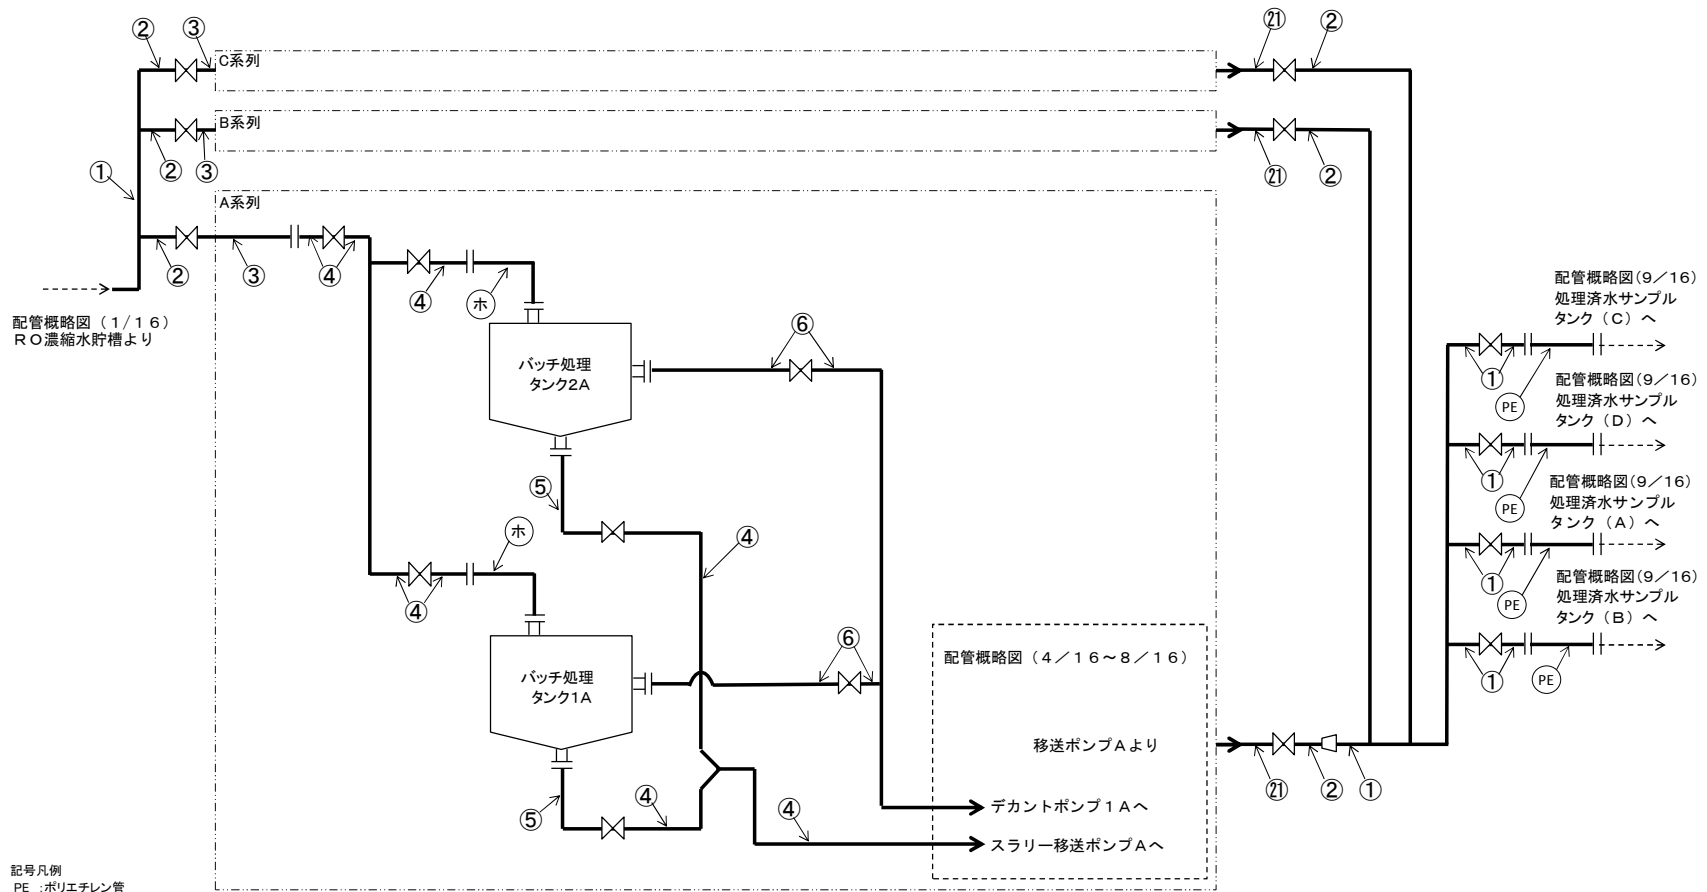 ② ③
C系列
㉑ ②
B系列
② ③
㉑ ②
①
A系列
② ③ ④
④ ホ
配管概略図（1/16）
ＲＯ濃縮水貯槽より
バッチ処理
タンク2A
⑥
⑤
ホ
④
④
バッチ処理
タンク1A
⑥
⑤
④
④
配管概略図（４／１６～８／１６）
移送ポンプＡより
デカントポンプ１Ａへ
スラリー移送ポンプＡへ
㉑ ② ①
配管概略図(９／１６)
処理済水サンプル
タンク（Ｃ）へ
①
PE
配管概略図(９／１６)
処理済水サンプル
タンク（Ｄ）へ
①
PE
配管概略図(９／１６)
処理済水サンプル
タンク（Ａ）へ
①
PE
配管概略図(９／１６)
処理済水サンプル
タンク（Ｂ）へ
①
PE
記号凡例
PE ：ポリエチレン管